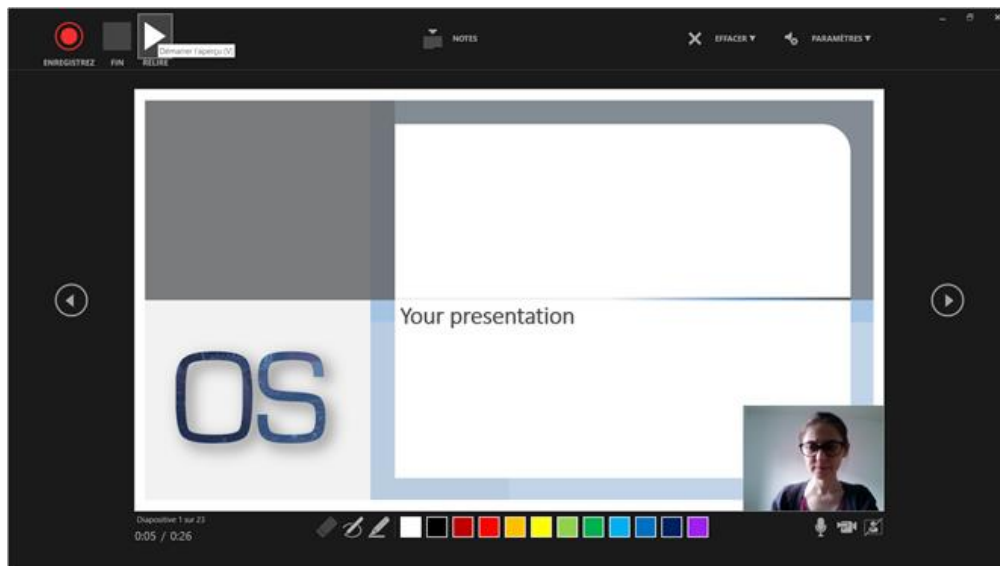 Démarrer l'aperçu (V)
ENREGISTREZ FIN RELIRE
NOTES
EFFACER
PARAMÈTRES
Your presentation
OS
Diapositive 1 sur 23
0:05 / 0:26